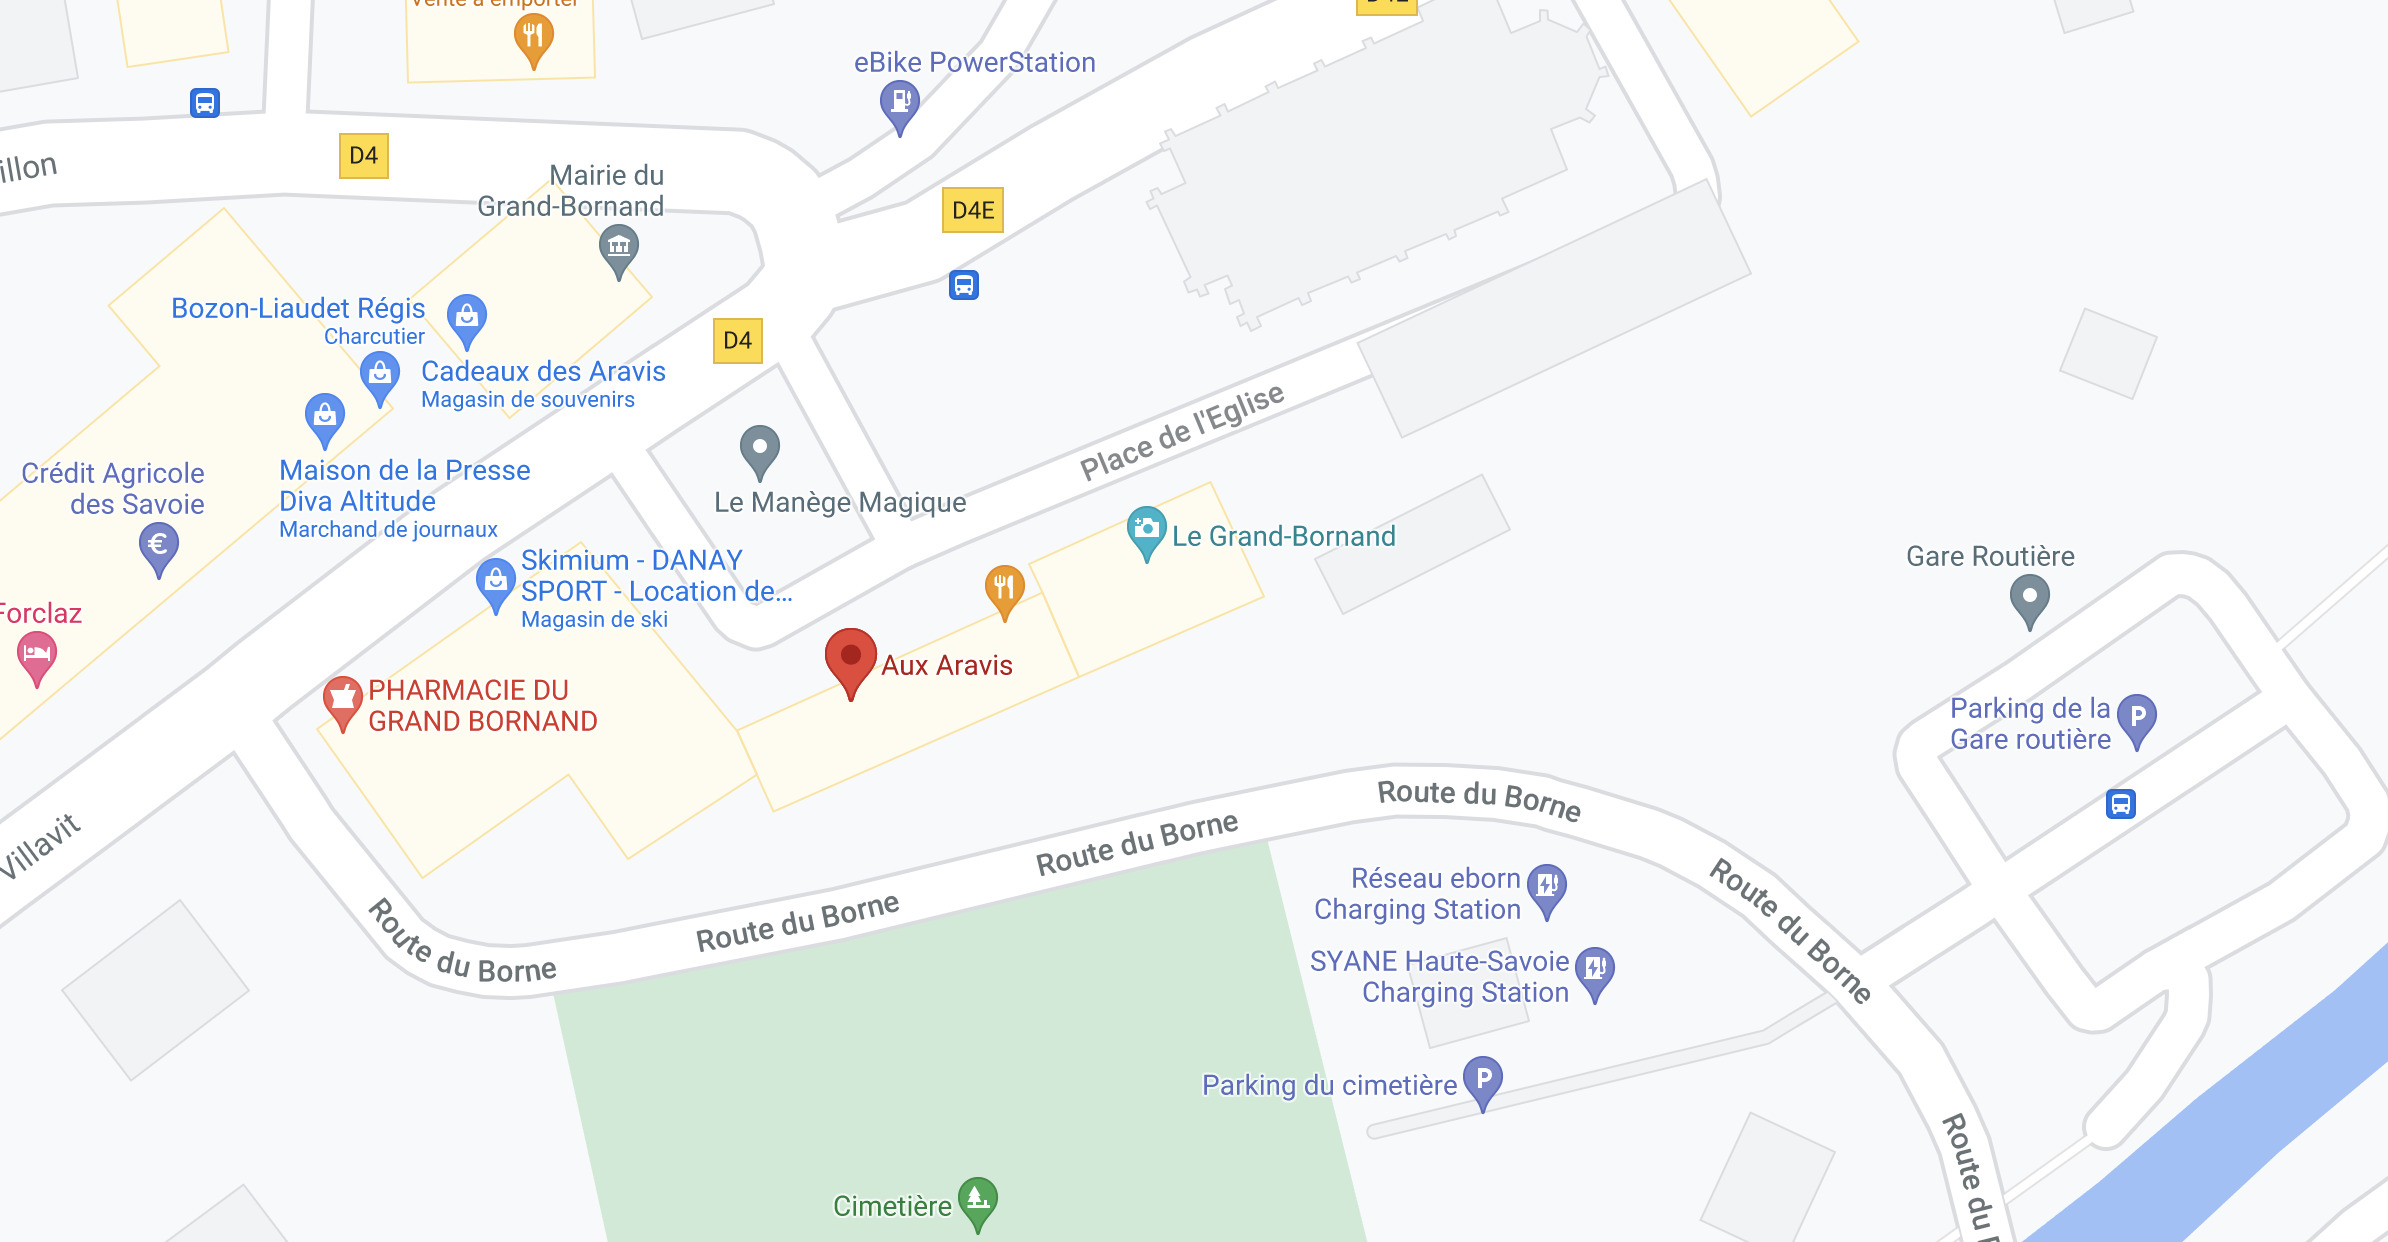 Vente à emporter
D4E
eBike PowerStation
illon
D4
Mairie du
Grand-Bornand
D4E
Bozon-Liaudet Régis
Charcutier
D4
Cadeaux des Aravis
Magasin de souvenirs
Place de l'Eglise
Crédit Agricole
des Savoie
Maison de la Presse
Diva Altitude
Marchand de journaux
€
Le Manège Magique
Le Grand-Bornand
Gare Routière
Skimium - DANAY
SPORT - Location de...
Magasin de ski
Forclaz
Aux Aravis
PHARMACIE DU
GRAND BORNAND
Parking de la
Gare routière
P
Villavit
Route du Borne
Route du Borne
Route du Borne
Route du Borne
Route du Borne
Réseau eborn
Charging Station
SYANE Haute-Savoie
Charging Station
Parking du cimetière
P
Route du
Cimetière